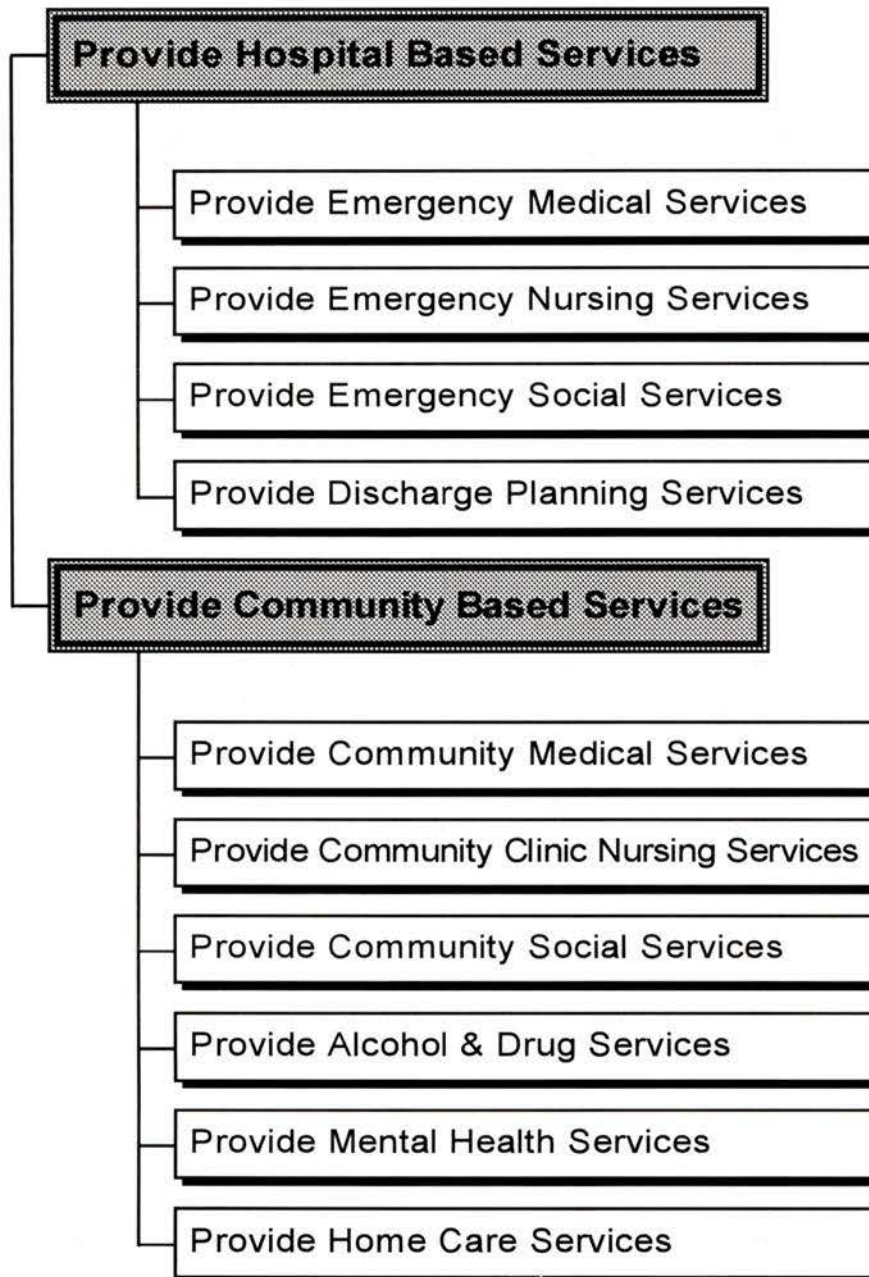 Provide Hospital Based Services
Provide Emergency Medical Services
Provide Emergency Nursing Services
Provide Emergency Social Services
Provide Discharge Planning Services
Provide Community Based Services
Provide Community Medical Services
Provide Community Clinic Nursing Services
Provide Community Social Services
Provide Alcohol & Drug Services
Provide Mental Health Services
Provide Home Care Services